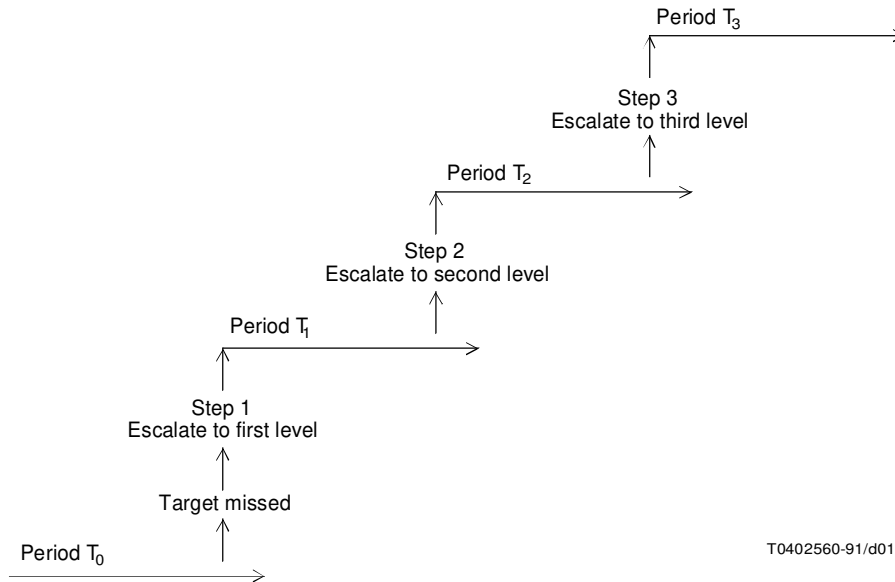 Period T3
Step 3
Escalate to third level
Period T2
Step 2
Escalate to second level
Period T1
Step 1
Escalate to first level
Target missed
Period T0
T0402560-91/d01